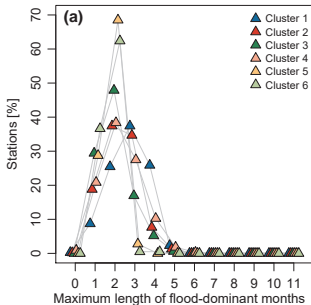 (a)
Cluster 1
Cluster 2
Cluster 3
Cluster 4
Cluster 5
Cluster 6
Stations [%]
70
60
50
40
30
20
10
0
0 1 2 3 4 5 6 7 8 9 10 11
Maximum length of flood-dominant months